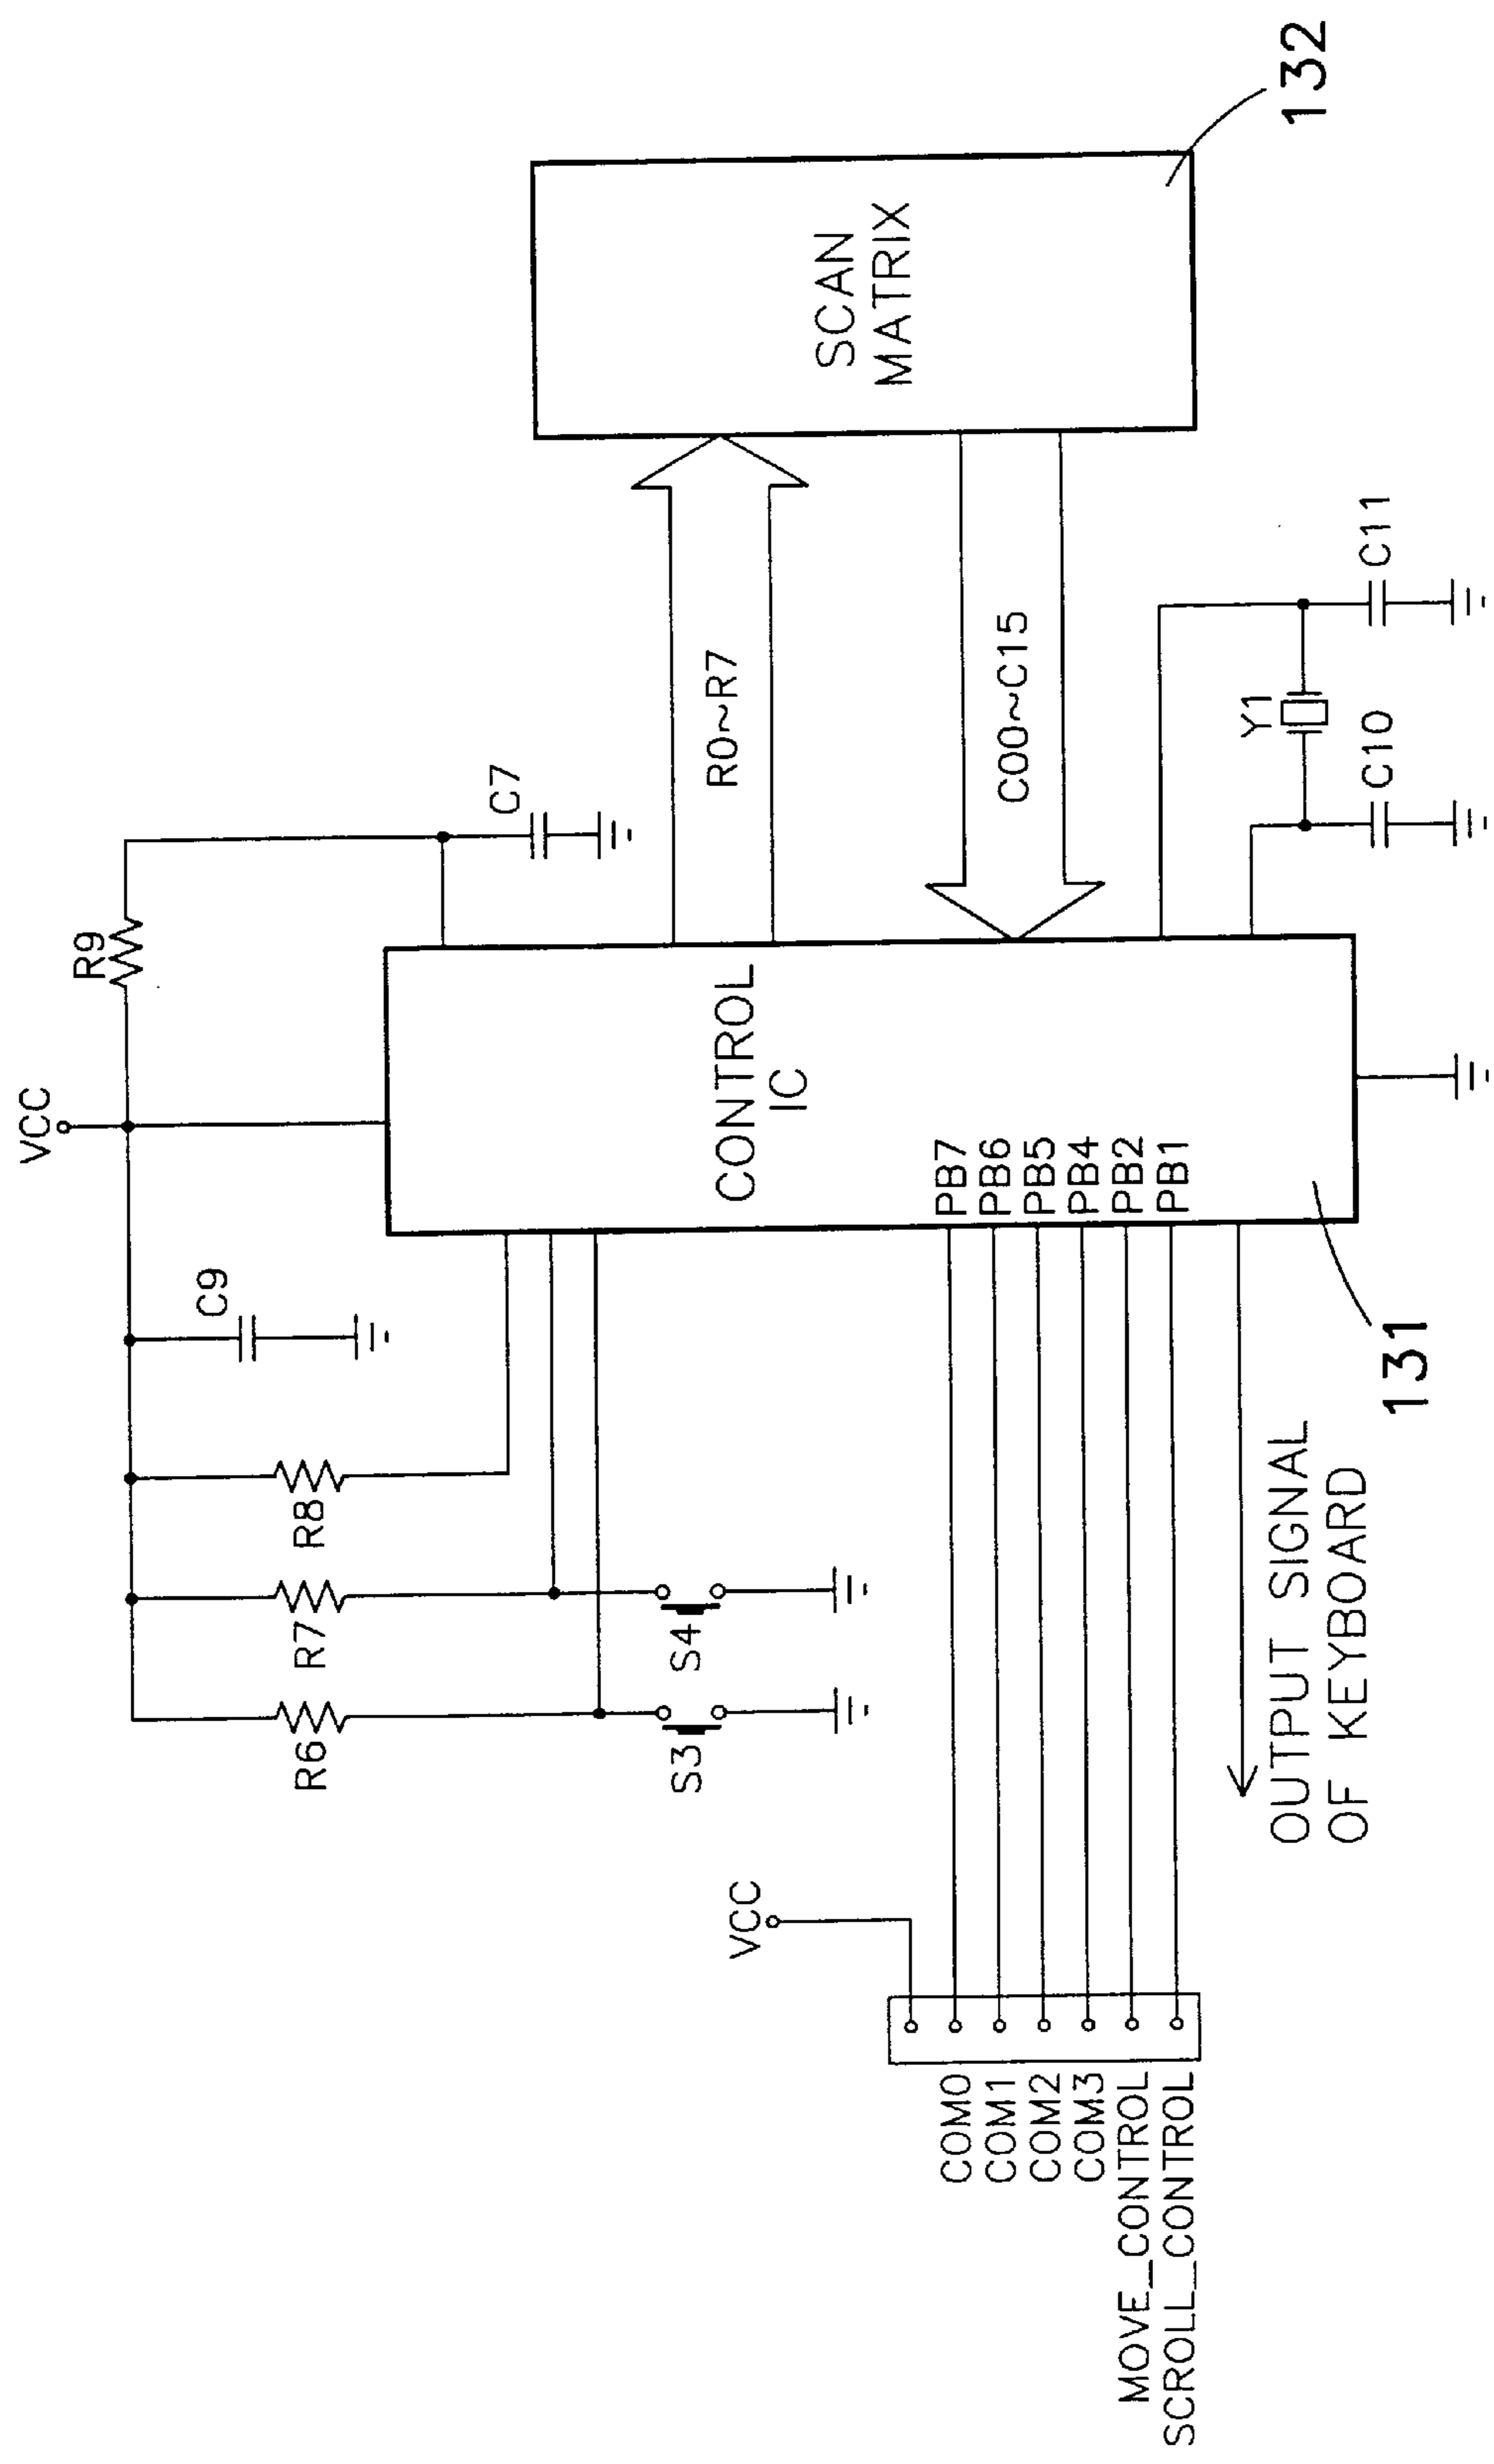 VCC
R9
C9
C7
R6
R7
R8
S3
S4
CONTROL
IC
R0~R7
SCAN
MATRIX
VCC
COM0
PB7
COM1
PB6
C00~C15
COM2
PB5
COM3
PB4
MOVE_CONTROL
PB2
SCROLL_CONTROL
PB1
Y1
C10
C11
OUTPUT SIGNAL
OF KEYBOARD
131
132